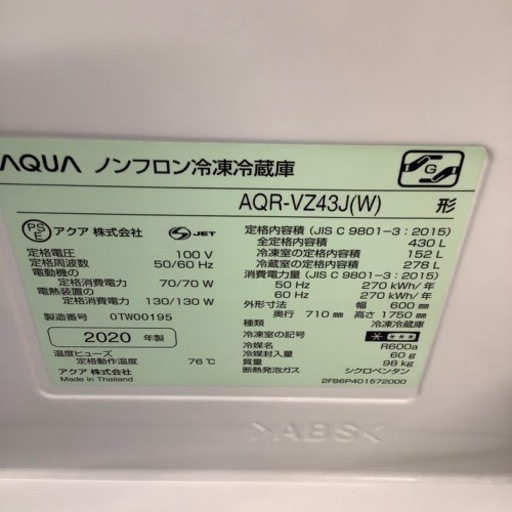 AQUA ノンフロン冷凍冷蔵庫
G
AQR-VZ43J(W) 形
PS
E
アクア 株式会社
JET
定格電圧 100 V
定格周波数 50/60 Hz
電動機の
定格消費電力 70/70 W
電熱装置の
定格消費電力 130/130 W
製造番号 0TW00195
2020 年製
温度ヒューズ
定格動作温度 76℃
アクア 株式会社
Made in Thailand
定格内容積(JIS C 9801-3:2015)
全定格内容積 430 L
冷凍室の定格内容積 152 L
冷蔵室の定格内容積 278 L
消費電力量(JIS C 9801-3:2015)
50 Hz 270 kWh/年
60 Hz 270 kWh/年
外形寸法 幅 600 mm
奥行 710 mm 高さ 1750 mm
種類 冷凍冷蔵庫
冷凍室の記号
冷媒名 R600a
冷媒封入量 60 g
質量 98 kg
断熱発泡ガス シクロペンタン
2FB6P401572000
>ABS<